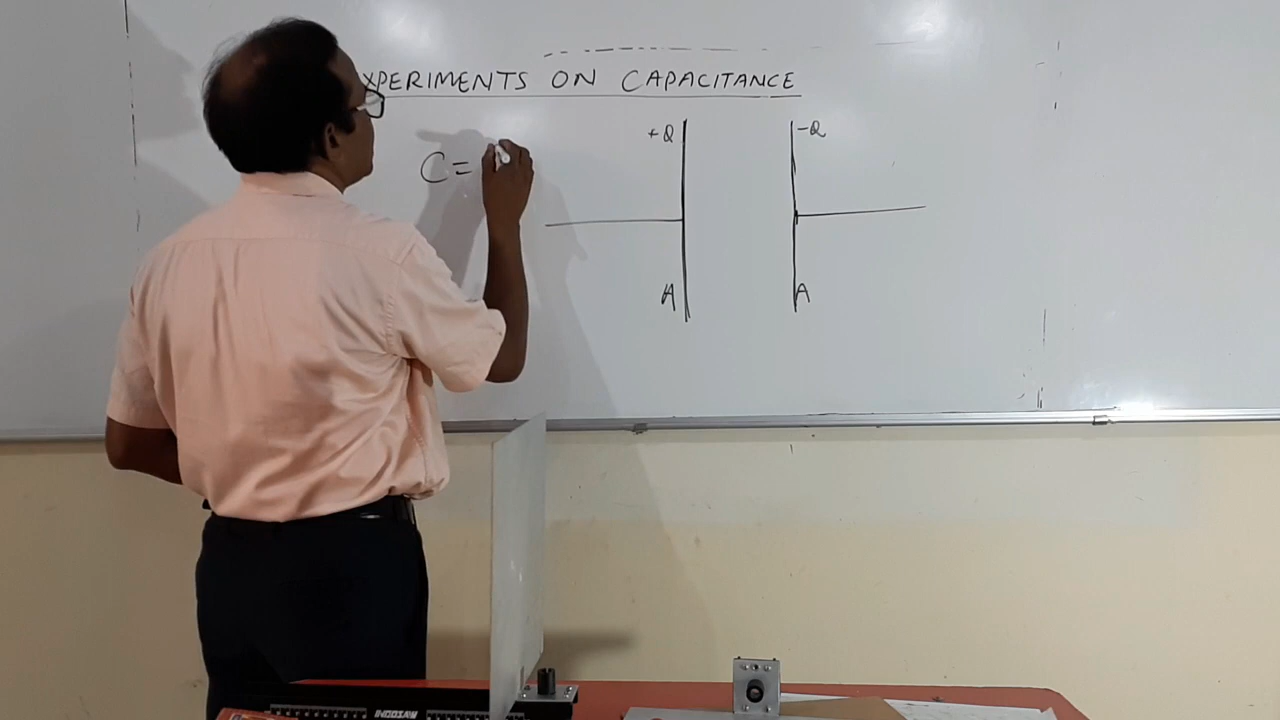 XPERIMENTS ON CAPACITANCE
+Q -Q
C=
A A